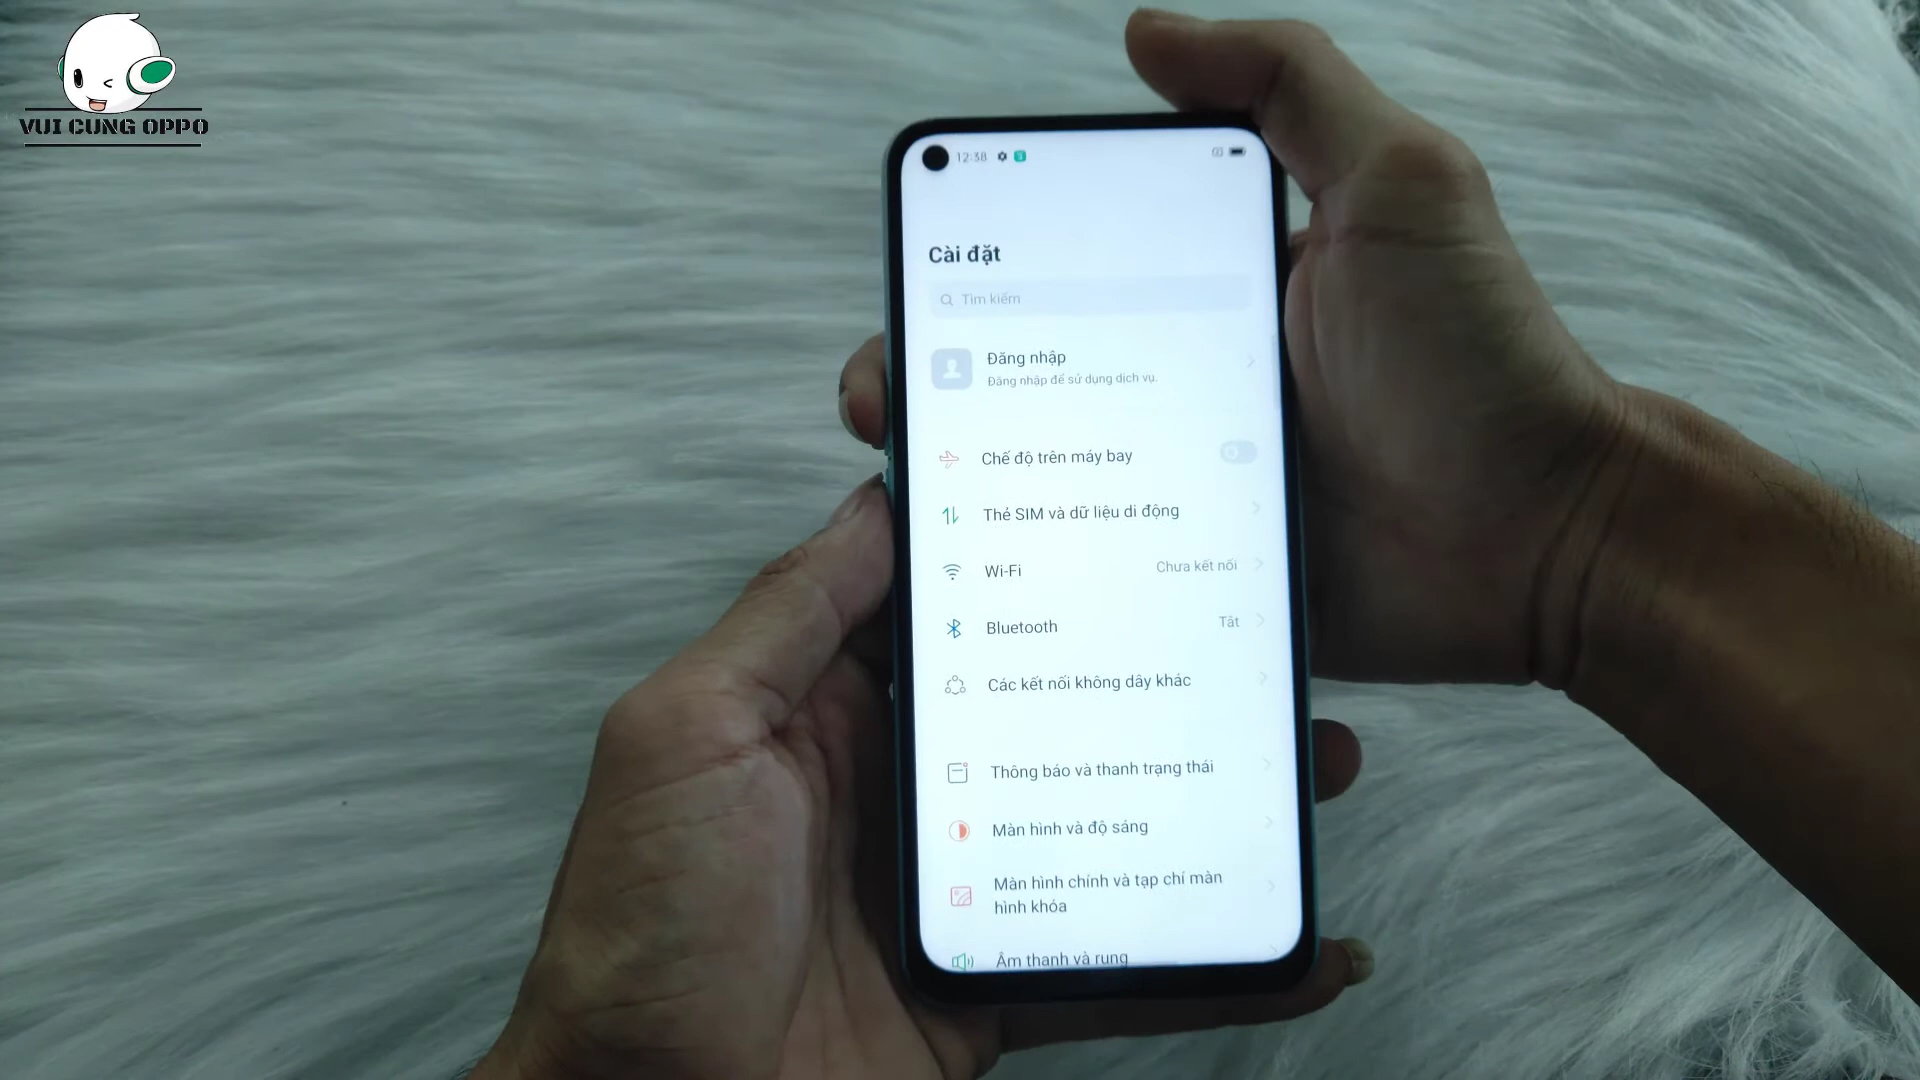 VUI CUNG OPPO
12:38
Cài đặt
Tìm kiếm
Đăng nhập
Đăng nhập để sử dụng dịch vụ.
Chế độ trên máy bay
Thẻ SIM và dữ liệu di động
Wi-Fi
Chưa kết nối
Bluetooth
Tắt
Các kết nối không dây khác
Thông báo và thanh trạng thái
Màn hình và độ sáng
Màn hình chính và tạp chí màn
hình khóa
Âm thanh và rung